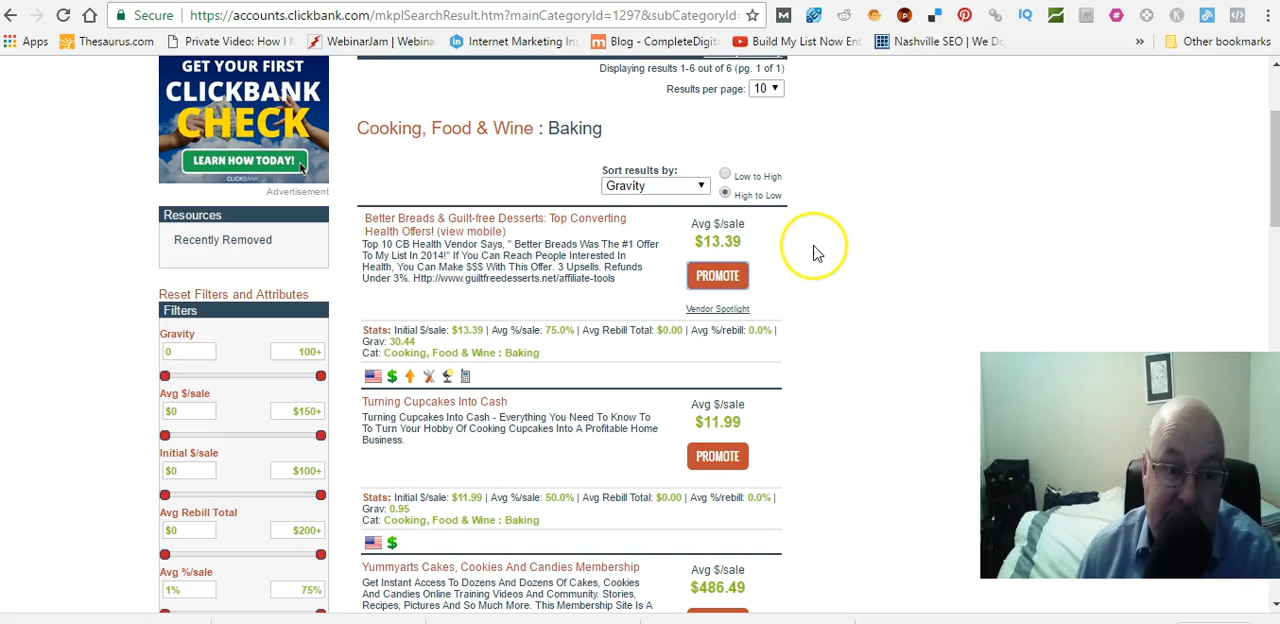 Secure
https://accounts.clickbank.com/mkplSearchResult.htm?mainCategoryId=1297&subCategoryId=
Apps
Thesaurus.com
Private Video: How I M
WebinarJam | Webina
Internet Marketing In
Blog - CompleteDigita
Build My List Now Ent
Nashville SEO | We Do
»
Other bookmarks
GET YOUR FIRST
CLICKBANK
CHECK
LEARN HOW TODAY!
CLICKBANK
Advertisement
Resources
Recently Removed
Reset Filters and Attributes
Filters
Gravity
0 100+
Avg $/sale
$0 $150+
Initial $/sale
$0 $100+
Avg Rebill Total
$0 $200+
Avg %/sale
1% 75%
Displaying results 1-6 out of 6 (pg. 1 of 1)
Results per page: 10
Cooking, Food & Wine : Baking
Sort results by:
Gravity
Low to High
High to Low
Better Breads & Guilt-free Desserts: Top Converting
Health Offers! (view mobile)
Top 10 CB Health Vendor Says, " Better Breads Was The #1 Offer
To My List In 2014!" If You Can Reach People Interested In
Health, You Can Make $$$ With This Offer. 3 Upsells. Refunds
Under 3%. Http://www.guiltfreedesserts.net/affiliate-tools
Avg $/sale
$13.39
PROMOTE
Vendor Spotlight
Stats: Initial $/sale: $13.39 | Avg %/sale: 75.0% | Avg Rebill Total: $0.00 | Avg %/rebill: 0.0% |
Grav: 30.44
Cat: Cooking, Food & Wine : Baking
Turning Cupcakes Into Cash
Turning Cupcakes Into Cash - Everything You Need To Know
To Turn Your Hobby Of Cooking Cupcakes Into A Profitable Home
Business.
Avg $/sale
$11.99
PROMOTE
Stats: Initial $/sale: $11.99 | Avg %/sale: 50.0% | Avg Rebill Total: $0.00 | Avg %/rebill: 0.0% |
Grav: 0.95
Cat: Cooking, Food & Wine : Baking
Yummyarts Cakes, Cookies And Candies Membership
Get Instant Access To Dozens And Dozens Of Cakes, Cookies
And Candies Online Training Videos And Community. Stories,
Recipes, Pictures And So Much More. This Membership Site Is A
Avg $/sale
$486.49